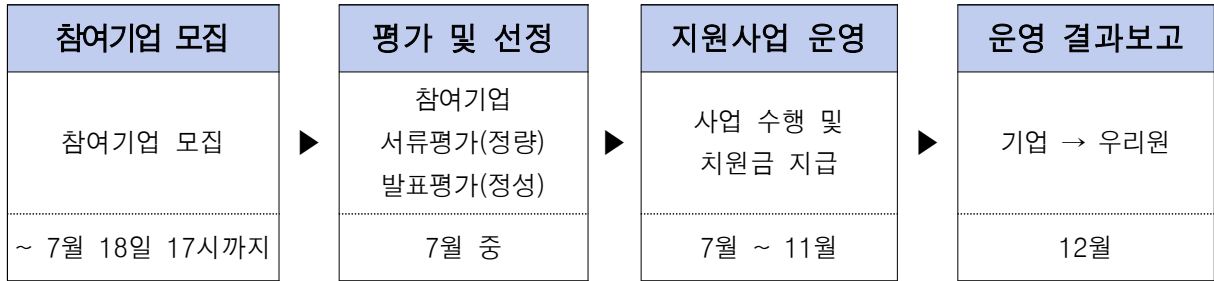 참여기업 모집
참여기업 모집
~ 7월 18일 17시까지
▶
평가 및 선정
참여기업
서류평가(정량)
발표평가(정성)
7월 중
▶
지원사업 운영
사업 수행 및
치원금 지급
7월 ~ 11월
▶
운영 결과보고
기업 → 우리원
12월